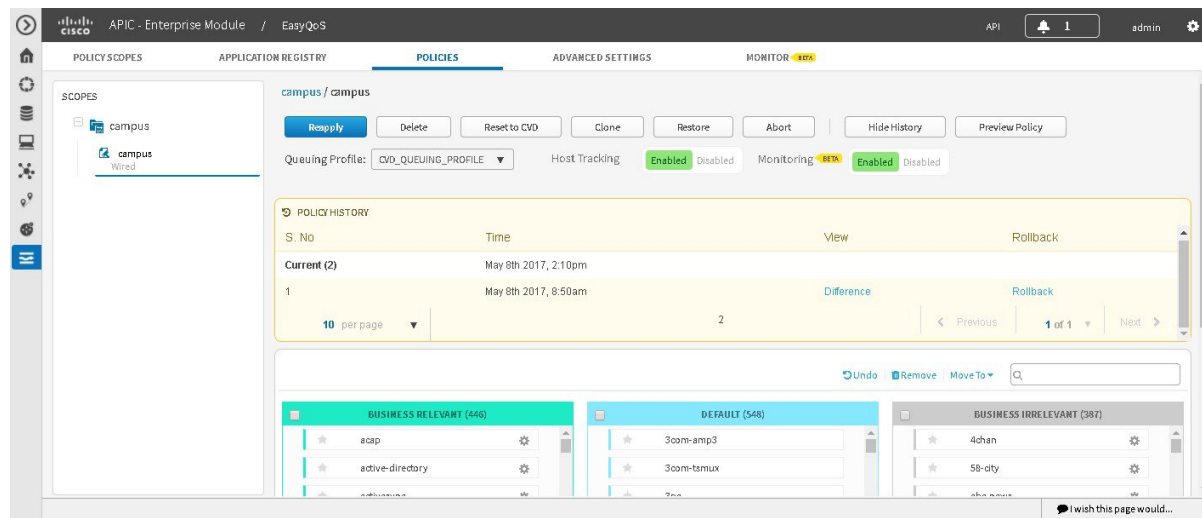 CISCO APIC - Enterprise Module / EasyQoS API 1 admin
POLICY SCOPES APPLICATION REGISTRY POLICIES ADVANCED SETTINGS MONITOR BETA
SCOPES
campus
campus
Wired
campus / campus
Reapply Delete Reset to CVD Clone Restore Abort Hide History Preview Policy
Queuing Profile: CVD_QUEUING_PROFILE Host Tracking Enabled Disabled Monitoring BETA Enabled Disabled
POLICY HISTORY
S. No Time View Rollback
Current (2) May 8th 2017, 2:10pm
1 May 8th 2017, 8:50am Difference Rollback
10 per page 2 Previous 1 of 1 Next
Undo Remove Move To
BUSINESS RELEVANT (446) DEFAULT (548) BUSINESS IRRELEVANT (387)
acap 3com-amp3 4chan
active-directory 3com-tsmux 58-city
I wish this page would...